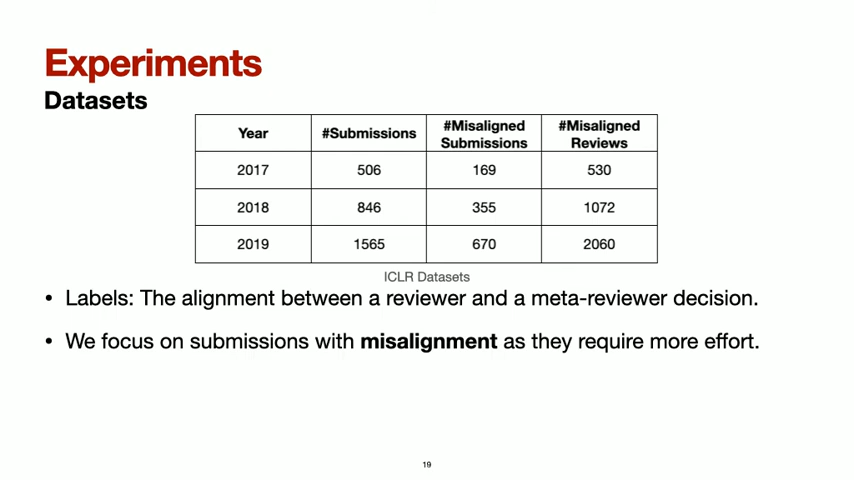 Experiments
Datasets
Year #Submissions #Misaligned Submissions #Misaligned Reviews
2017 506 169 530
2018 846 355 1072
2019 1565 670 2060
ICLR Datasets
• Labels: The alignment between a reviewer and a meta-reviewer decision.
• We focus on submissions with misalignment as they require more effort.
19